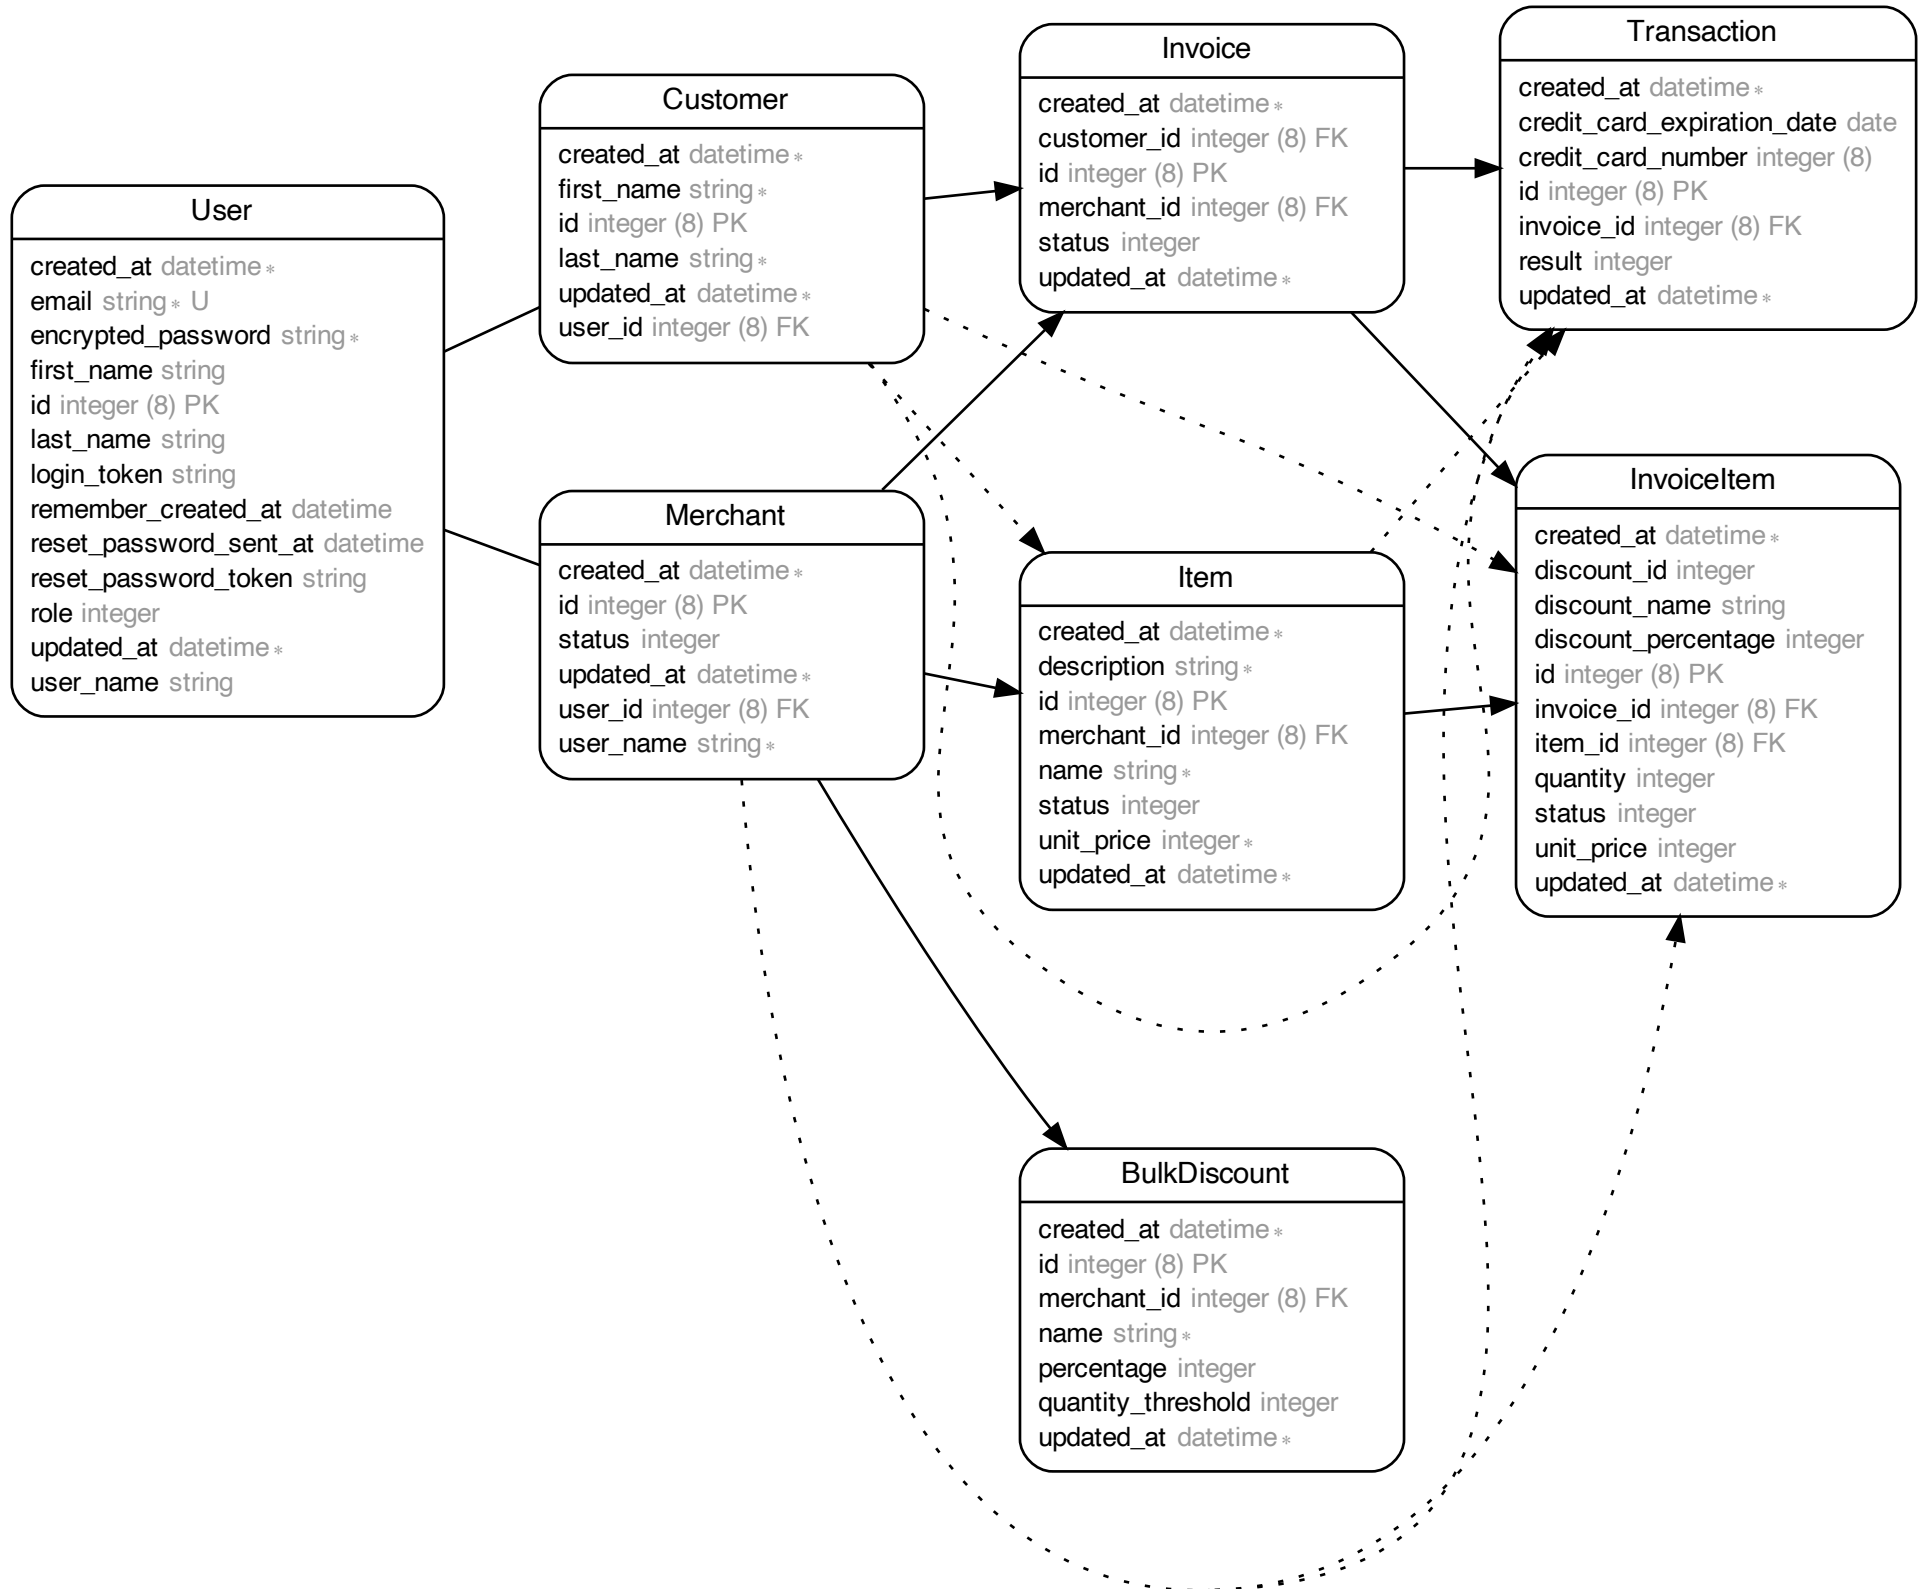 User
created_at datetime *
email string * U
encrypted_password string *
first_name string
id integer (8) PK
last_name string
login_token string
remember_created_at datetime
reset_password_sent_at datetime
reset_password_token string
role integer
updated_at datetime *
user_name string
Customer
created_at datetime *
first_name string *
id integer (8) PK
last_name string *
updated_at datetime *
user_id integer (8) FK
Merchant
created_at datetime *
id integer (8) PK
status integer
updated_at datetime *
user_id integer (8) FK
user_name string *
Invoice
created_at datetime *
customer_id integer (8) FK
id integer (8) PK
merchant_id integer (8) FK
status integer
updated_at datetime *
Item
created_at datetime *
description string *
id integer (8) PK
merchant_id integer (8) FK
name string *
status integer
unit_price integer *
updated_at datetime *
BulkDiscount
created_at datetime *
id integer (8) PK
merchant_id integer (8) FK
name string *
percentage integer
quantity_threshold integer
updated_at datetime *
Transaction
created_at datetime *
credit_card_expiration_date date
credit_card_number integer (8)
id integer (8) PK
invoice_id integer (8) FK
result integer
updated_at datetime *
InvoiceItem
created_at datetime *
discount_id integer
discount_name string
discount_percentage integer
id integer (8) PK
invoice_id integer (8) FK
item_id integer (8) FK
quantity integer
status integer
unit_price integer
updated_at datetime *